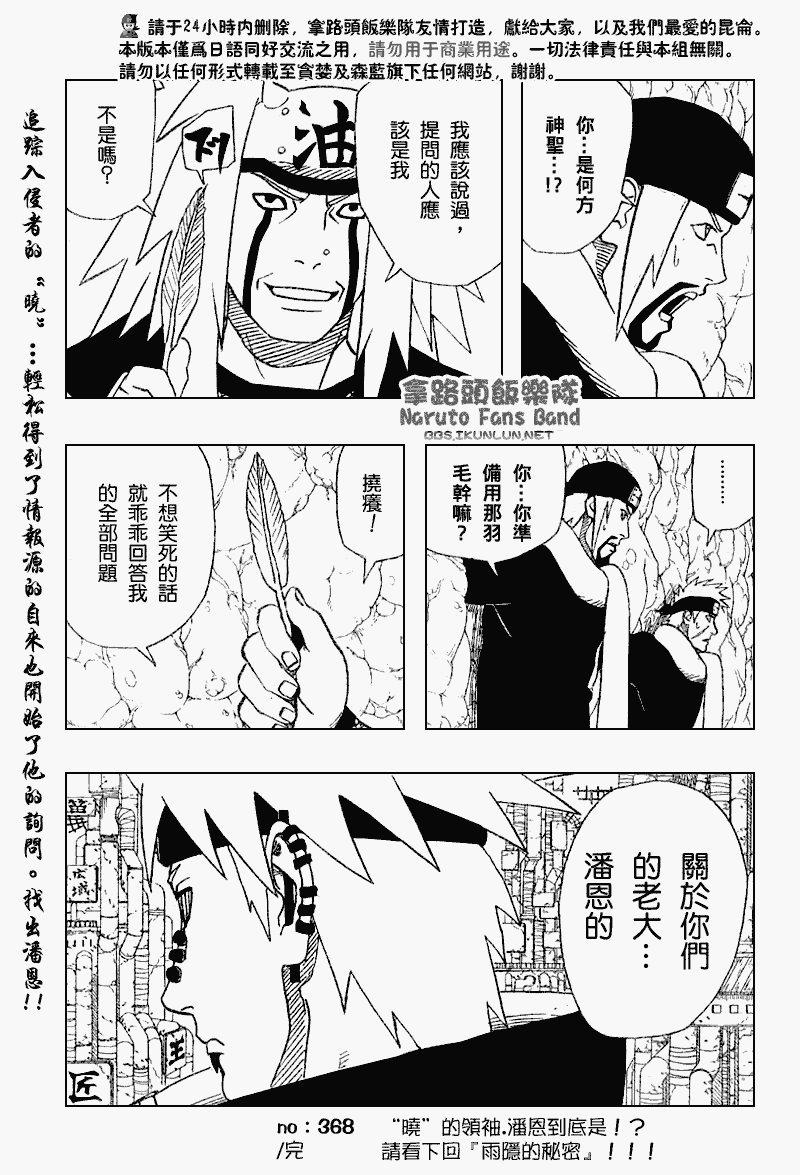 請于24小時内刪除，拿路頭飯樂隊友情打造，獻給大家，以及我們最愛的昆侖。
本版本僅爲日語同好交流之用，請勿用于商業用途。一切法律責任與本組無關。
請勿以任何形式轉載至貪婪及森藍旗下任何網站，謝謝。
你…是何方
神聖…!?
我應該說過，
提問的人應
該是我
不是嗎？
油
追踪入侵者的〝曉〞…輕松得到了情報源的自來也開始了他的詢問。找出潘恩!!
拿路頭飯樂隊
Naruto Fans Band
BBS.IKUNLUN.NET
………
你…你準
備用那羽
毛幹嘛？
撓癢！
不想笑死的話
就乖乖回答我
的全部問題
關於你們
的老大…
潘恩的
匠
no：368
/完
“曉”的領袖.潘恩到底是！？
請看下回『雨隱的秘密』！！！